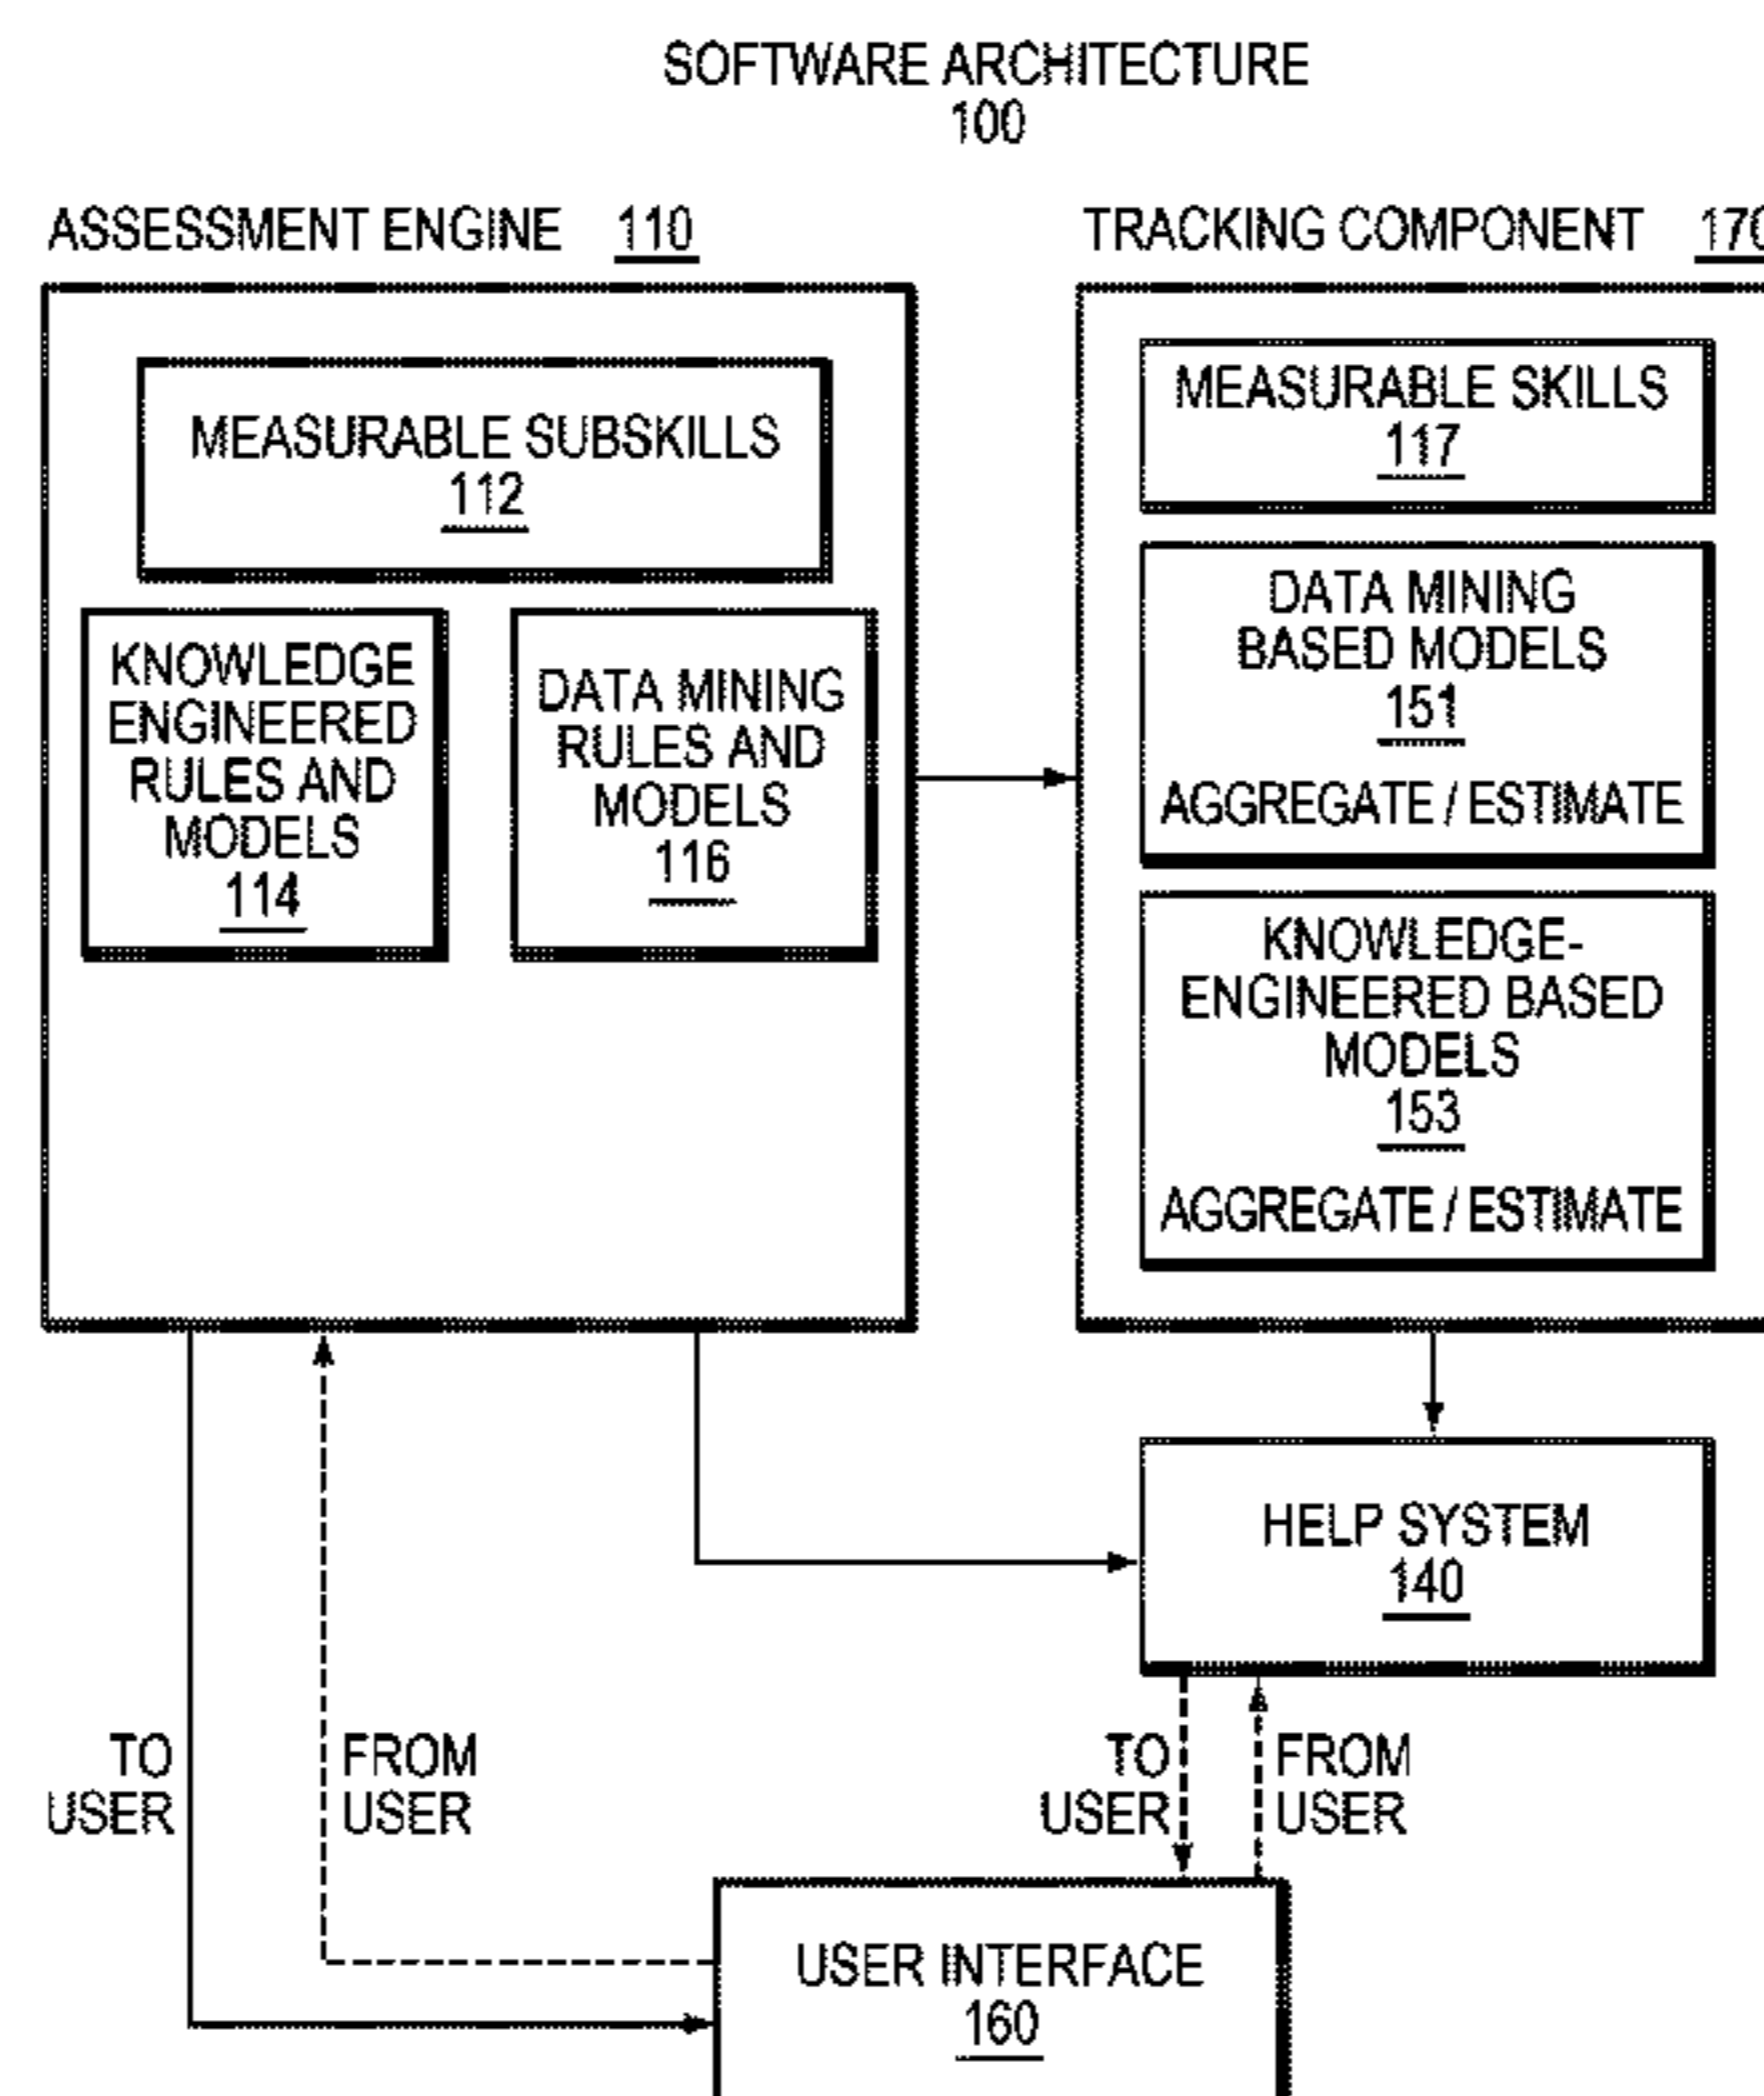 SOFTWARE ARCHITECTURE
100
ASSESSMENT ENGINE 110
MEASURABLE SUBSKILLS
112
KNOWLEDGE
ENGINEERED
RULES AND
MODELS
114
DATA MINING
RULES AND
MODELS
116
TRACKING COMPONENT 170
MEASURABLE SKILLS
117
DATA MINING
BASED MODELS
151
AGGREGATE / ESTIMATE
KNOWLEDGE-
ENGINEERED BASED
MODELS
153
AGGREGATE / ESTIMATE
HELP SYSTEM
140
TO
USER
FROM
USER
TO
USER
FROM
USER
USER INTERFACE
160